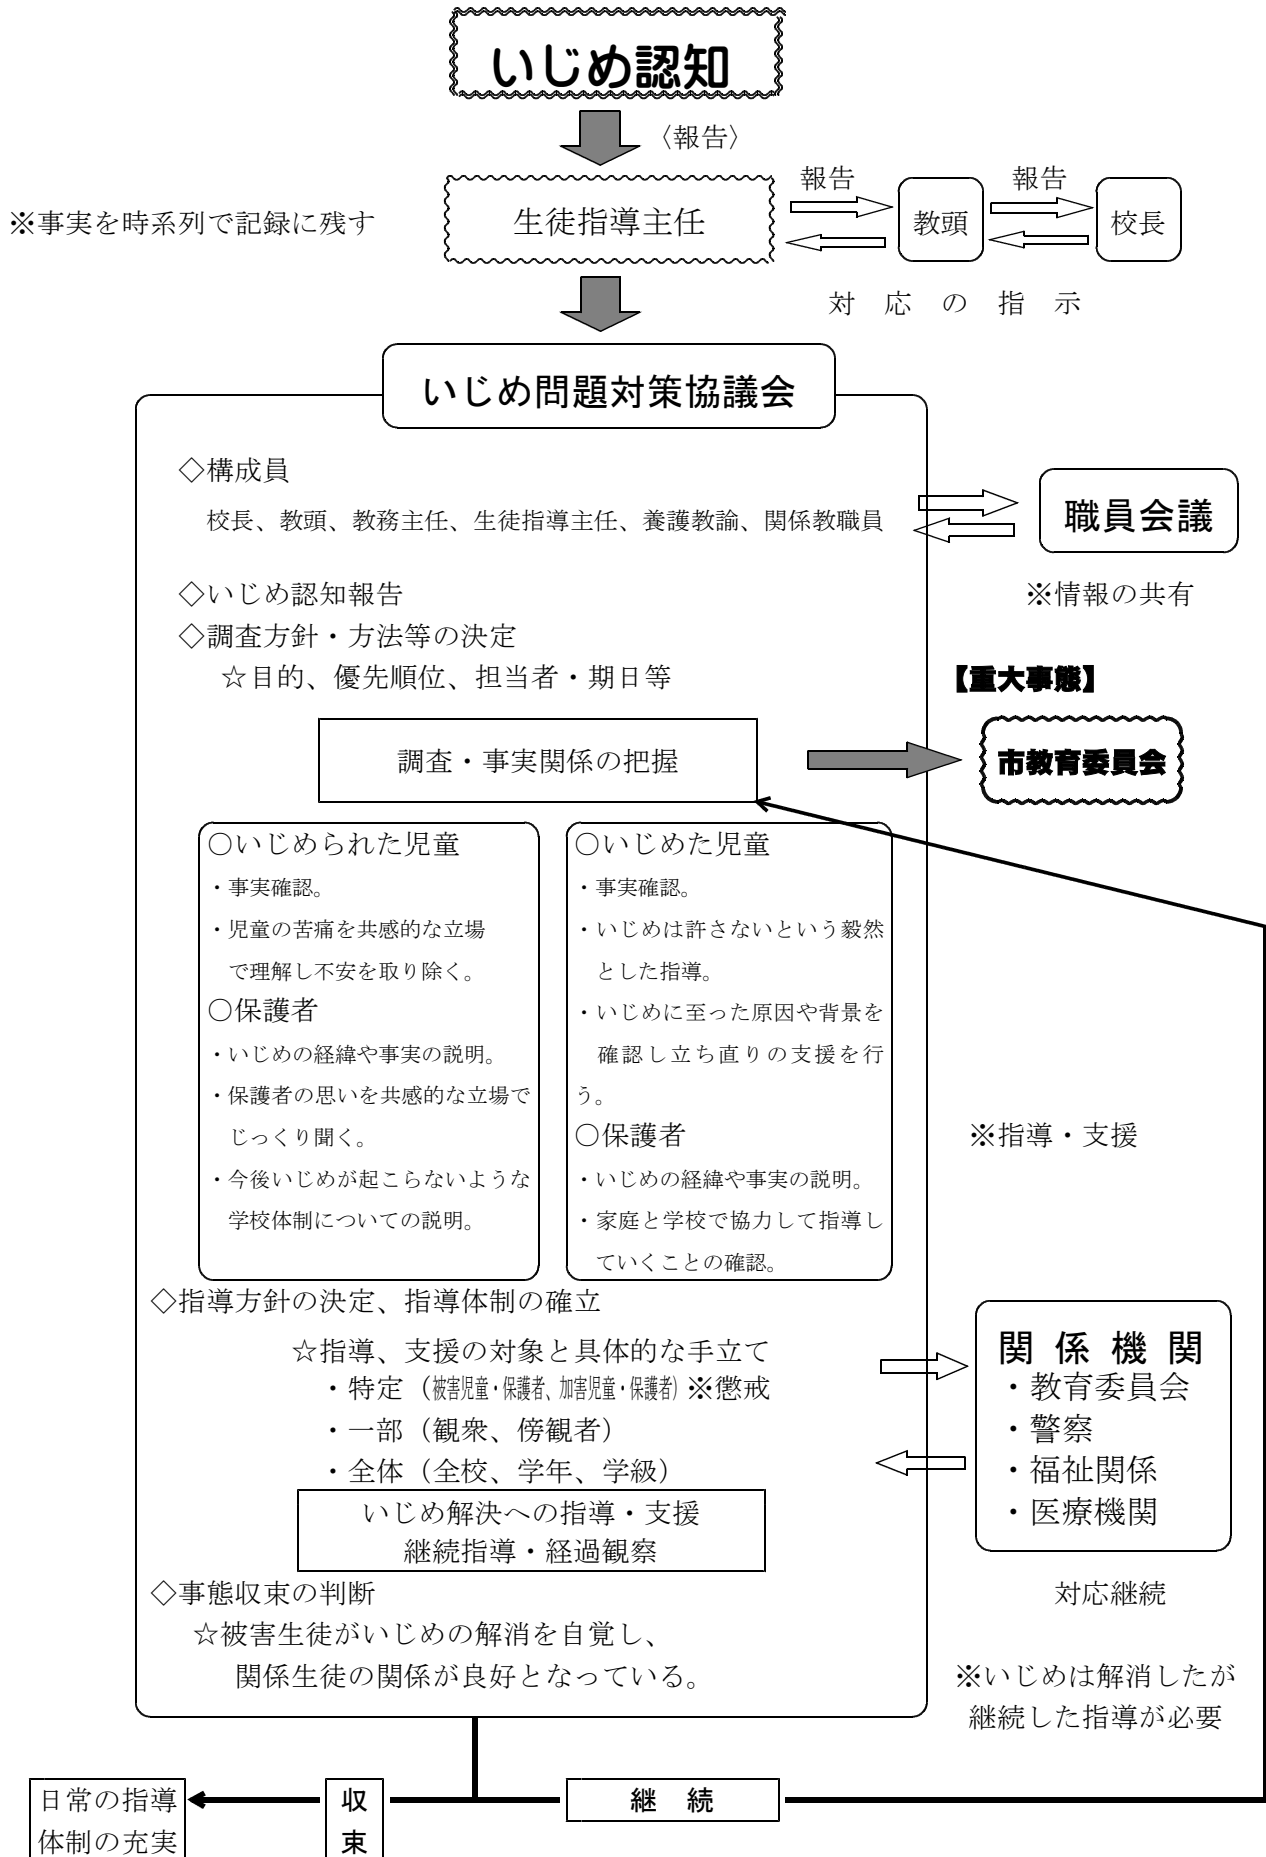 いじめ認知
〈報告〉
報告
報告
※事実を時系列で記録に残す
生徒指導主任
教頭
校長
対 応 の 指 示
いじめ問題対策協議会
◇構成員
校長、教頭、教務主任、生徒指導主任、養護教諭、関係教職員
職員会議
◇いじめ認知報告
※情報の共有
◇調査方針・方法等の決定
☆目的、優先順位、担当者・期日等
【重大事態】
調査・事実関係の把握
市教育委員会
○いじめられた児童
・事実確認。
・児童の苦痛を共感的な立場
で理解し不安を取り除く。
○保護者
・いじめの経緯や事実の説明。
・保護者の思いを共感的な立場で
じっくり聞く。
・今後いじめが起こらないような
学校体制についての説明。
○いじめた児童
・事実確認。
・いじめは許さないという毅然
とした指導。
・いじめに至った原因や背景を
確認し立ち直りの支援を行
う。
○保護者
・いじめの経緯や事実の説明。
・家庭と学校で協力して指導し
ていくことの確認。
※指導・支援
◇指導方針の決定、指導体制の確立
☆指導、支援の対象と具体的な手立て
・特定（被害児童・保護者、加害児童・保護者）※懲戒
・一部（観衆、傍観者）
・全体（全校、学年、学級）
いじめ解決への指導・支援
継続指導・経過観察
関 係 機 関
・教育委員会
・警察
・福祉関係
・医療機関
◇事態収束の判断
対応継続
☆被害生徒がいじめの解消を自覚し、
関係生徒の関係が良好となっている。
※いじめは解消したが
継続した指導が必要
日常の指導
体制の充実
収
束
継 続